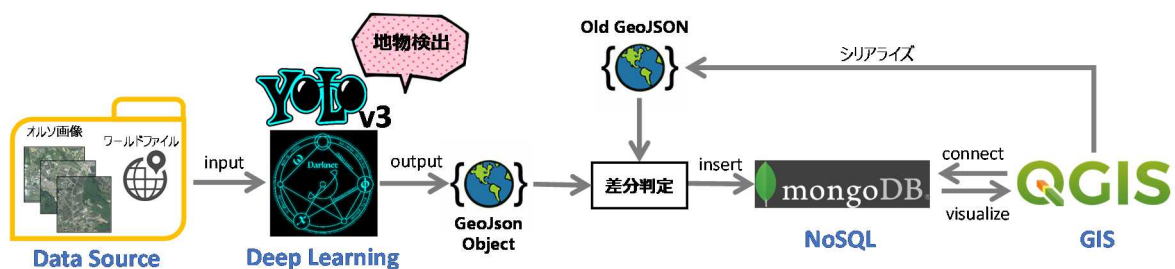 地物検出
YOLO v3
オルソ画像
ワールドファイル
Data Source
input
Darknet
ω
φ
x
Deep Learning
output
{ }
GeoJson
Object
Old GeoJSON
{ }
差分判定
シリアライズ
insert
mongoDB®
NoSQL
connect
visualize
QGIS
GIS